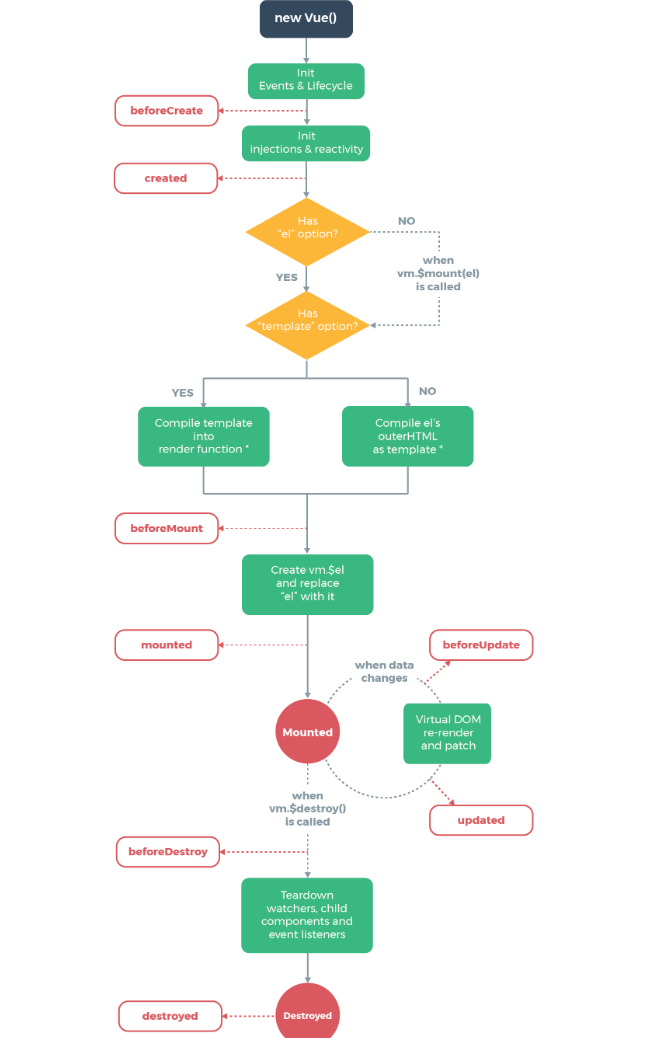 new Vue()
Init
Events & Lifecycle
beforeCreate
Init
injections & reactivity
created
Has
"el" option?
NO
when
vm.$mount(el)
is called
YES
Has
"template" option?
YES
NO
Compile template
into
render function *
Compile el's
outerHTML
as template *
beforeMount
Create vm.$el
and replace
"el" with it
mounted
when data
changes
beforeUpdate
Mounted
Virtual DOM
re-render
and patch
when
vm.$destroy()
is called
updated
beforeDestroy
Teardown
watchers, child
components and
event listeners
destroyed
Destroyed